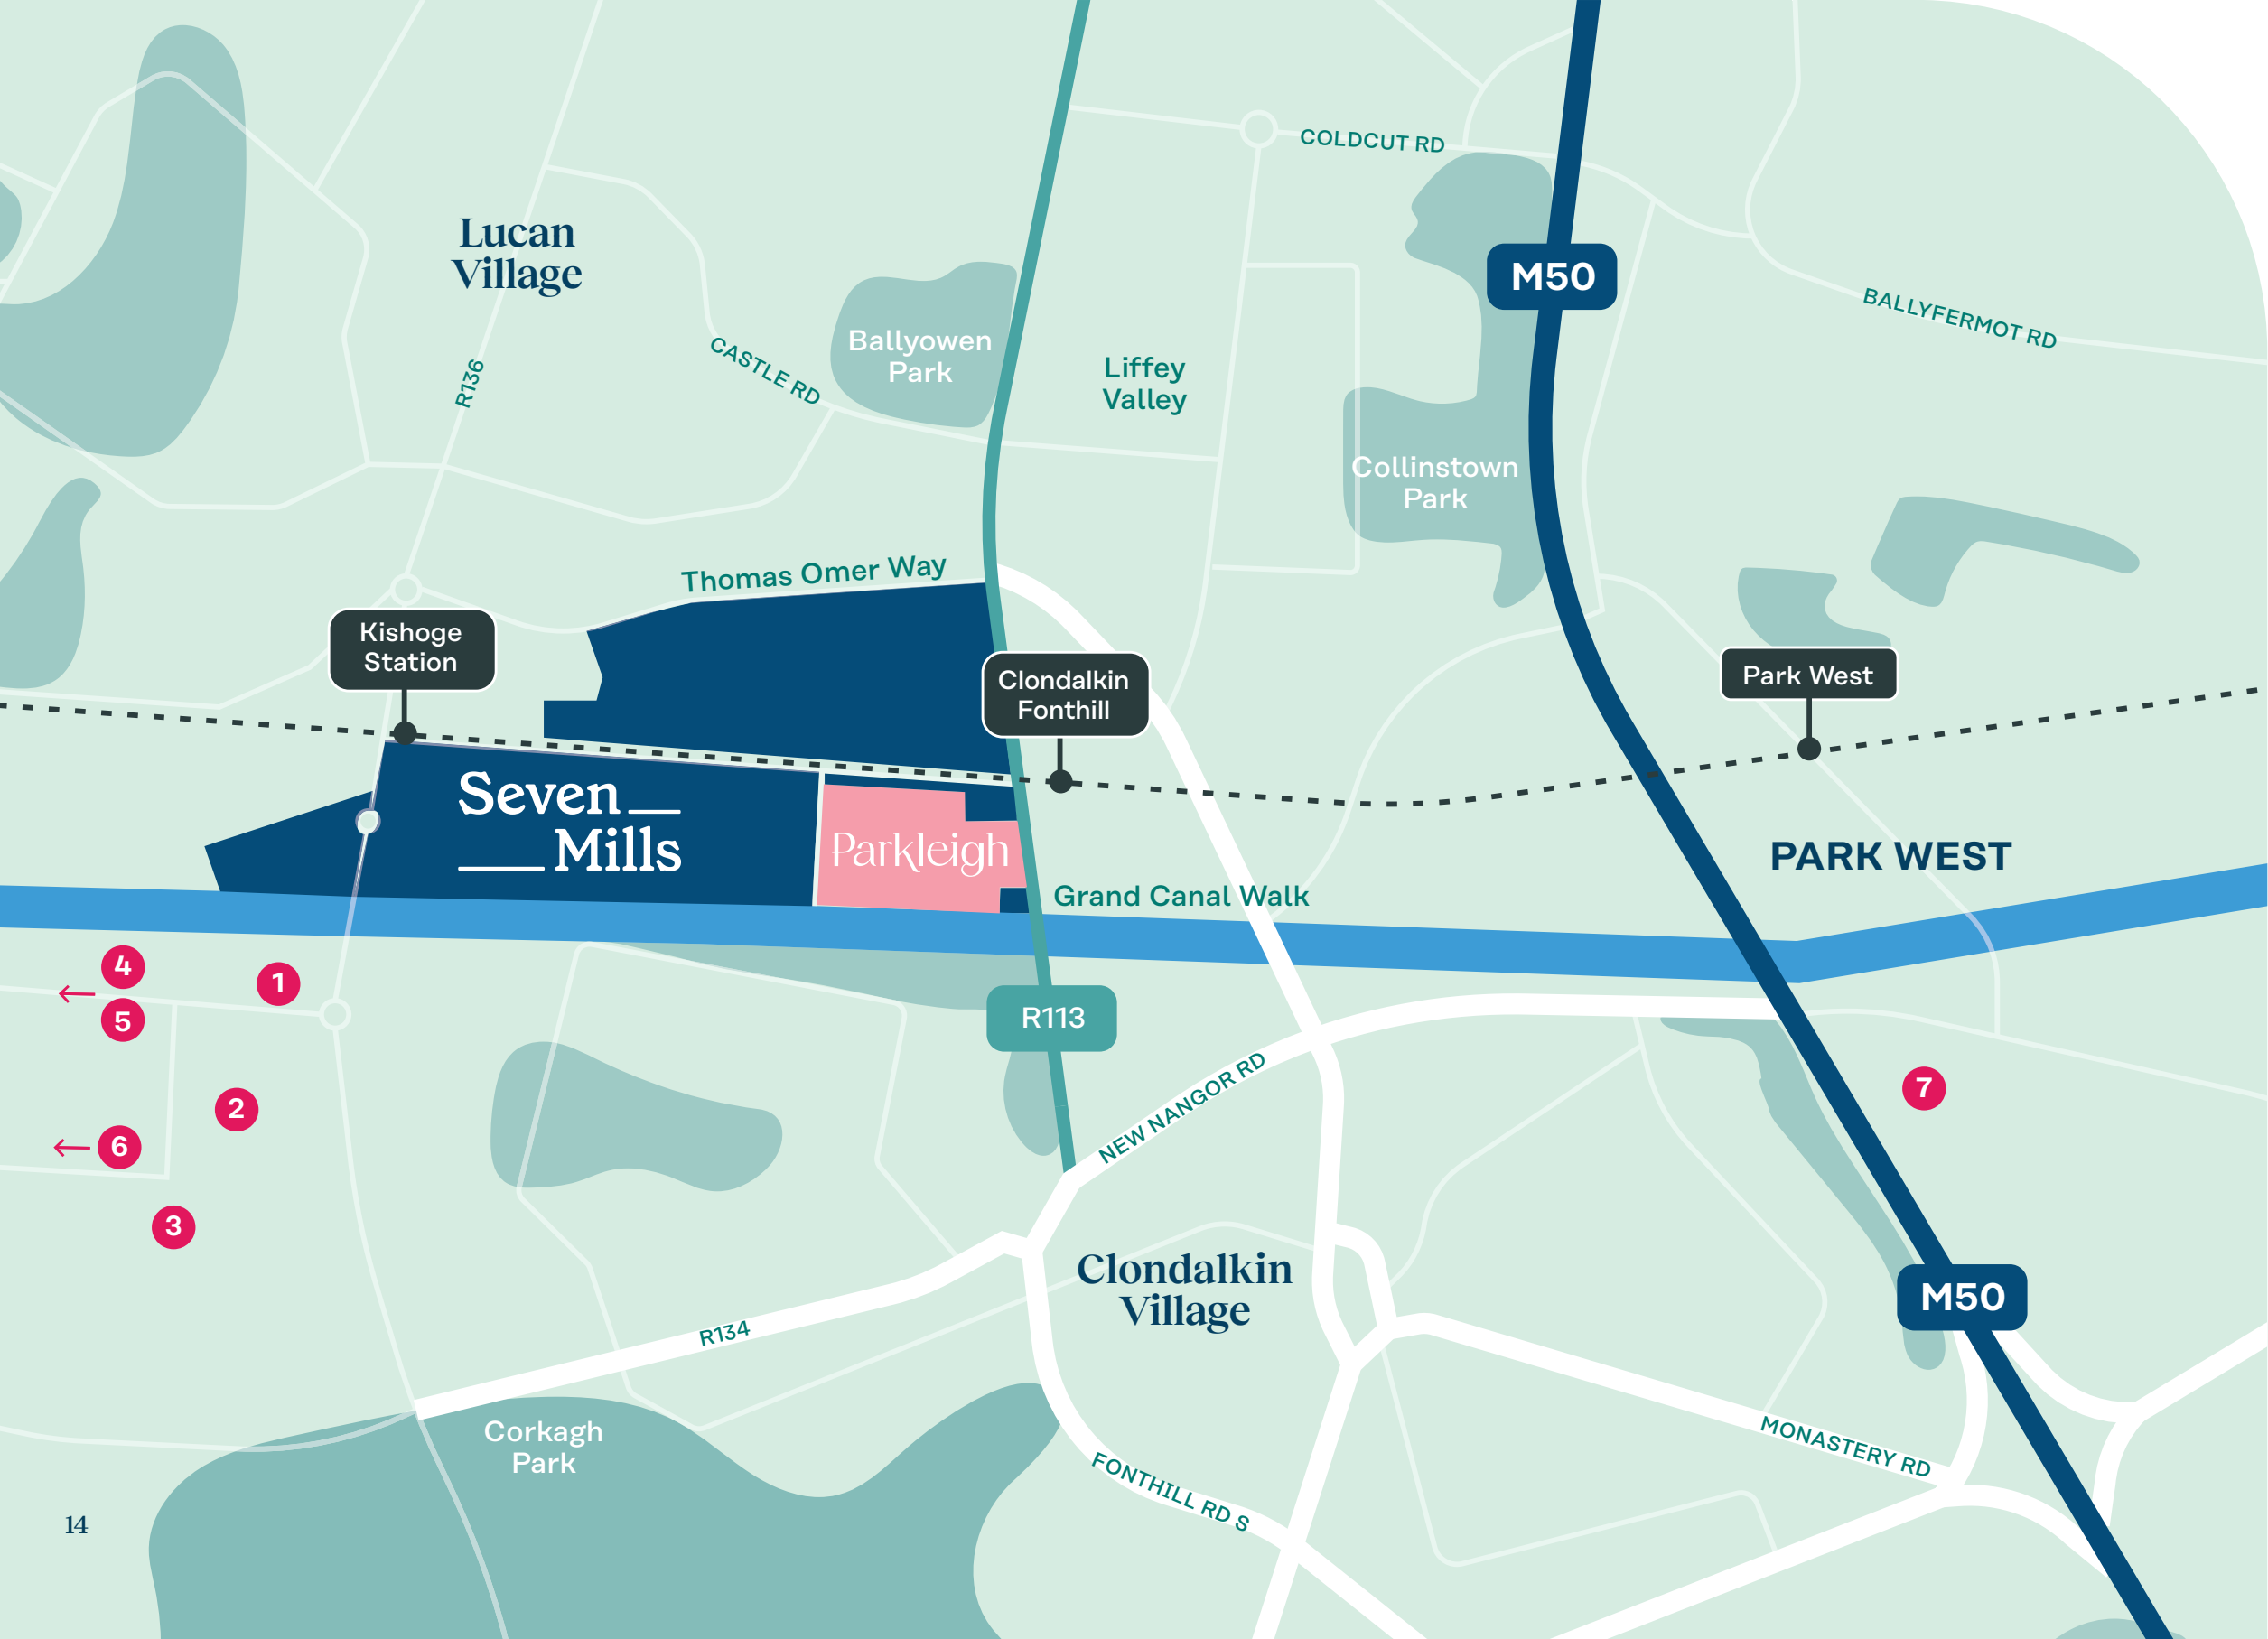 COLDCUT RD
Lucan
Village
M50
BALLYFERMOT RD
Ballyowen
Park
CASTLE RD
R136
Liffey
Valley
Collinstown
Park
Thomas Omer Way
Kishoge
Station
Clondalkin
Fonthill
Park West
Seven
Mills
Parkleigh
PARK WEST
Grand Canal Walk
4
1
5
R113
2
6
3
7
NEW NANGOR RD
Clondalkin
Village
M50
R134
Corkagh
Park
MONASTERY RD
FONTHILL RD S
14